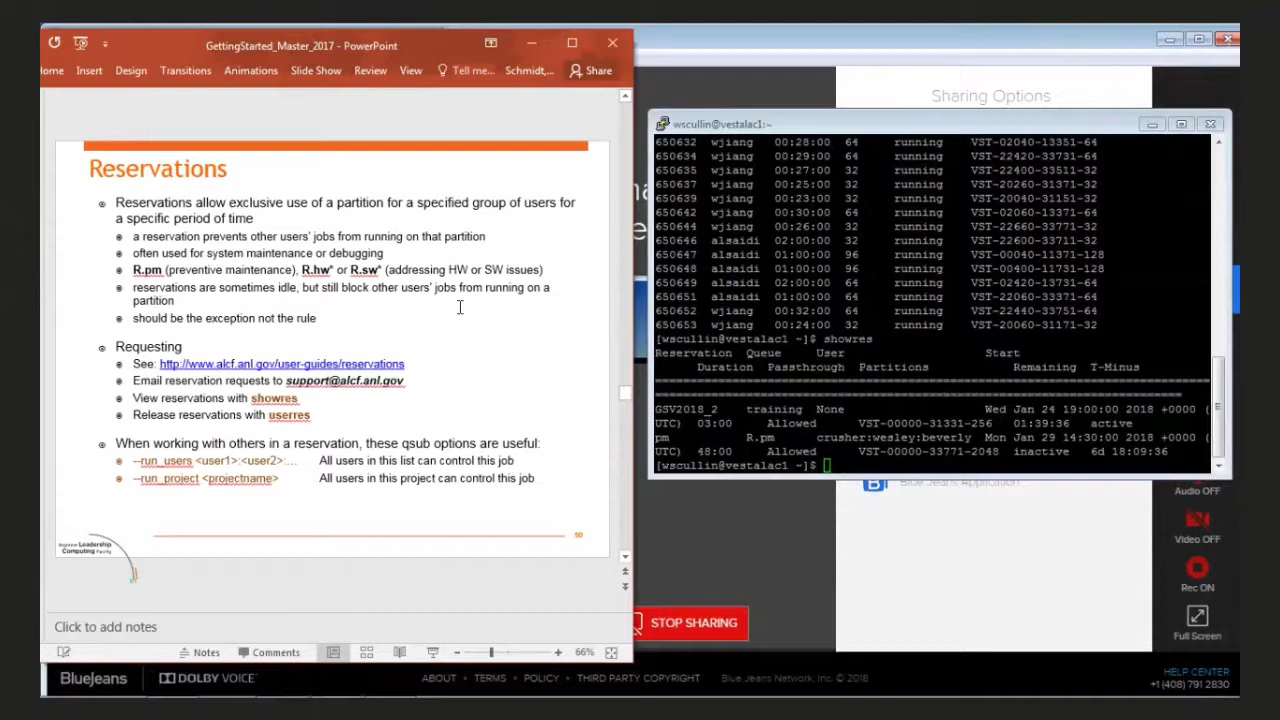 GettingStarted_Master_2017 - PowerPoint
ome Insert Design Transitions Animations Slide Show Review View Tell me... Schmidt,... Share
Reservations
Reservations allow exclusive use of a partition for a specified group of users for
a specific period of time
a reservation prevents other users' jobs from running on that partition
often used for system maintenance or debugging
R.pm (preventive maintenance), R.hw* or R.sw* (addressing HW or SW issues)
reservations are sometimes idle, but still block other users' jobs from running on a
partition
should be the exception not the rule
Requesting
See: http://www.alcf.anl.gov/user-guides/reservations
Email reservation requests to support@alcf.anl.gov
View reservations with showres
Release reservations with userres
When working with others in a reservation, these qsub options are useful:
--run_users <user1>:<user2>:… All users in this list can control this job
--run_project <projectname> All users in this project can control this job
Argonne Leadership
Computing Facility
50
Click to add notes
Notes Comments 66%
Sharing Options
wscullin@vestalac1:~
650632 wjiang 00:28:00 64 running VST-02040-13351-64
650634 wjiang 00:29:00 64 running VST-22420-33731-64
650635 wjiang 00:27:00 32 running VST-22400-33511-32
650637 wjiang 00:25:00 32 running VST-20260-31371-32
650639 wjiang 00:23:00 32 running VST-20040-31151-32
650642 wjiang 00:30:00 64 running VST-02060-13371-64
650644 wjiang 00:26:00 32 running VST-22660-33771-32
650646 alsaidi 02:00:00 32 running VST-22600-33711-32
650647 alsaidi 01:00:00 96 running VST-00040-11371-128
650648 alsaidi 01:00:00 96 running VST-00400-11731-128
650649 alsaidi 02:00:00 64 running VST-02420-13731-64
650651 alsaidi 01:00:00 64 running VST-22060-33371-64
650652 wjiang 00:32:00 64 running VST-02460-13771-64
650653 wjiang 00:24:00 32 running VST-20060-31171-32
[wscullin@vestalac1 ~]$ showres
Reservation Queue User Start
Duration Passthrough Partitions Remaining T-Minus
GSV2018_2 training None Wed Jan 24 19:00:00 2018 +0000 (
UTC) 03:00 Allowed VST-00000-31331-256 01:39:36 active
pm R.pm crusher:wesley:beverly Mon Jan 29 14:30:00 2018 +0000 (
UTC) 48:00 Allowed VST-00000-33771-2048 inactive 6d 18:09:36
[wscullin@vestalac1 ~]$
Blue Jeans Application
Audio OFF
Video OFF
Rec ON
Full Screen
STOP SHARING
BlueJeans DOLBY VOICE ABOUT • TERMS • POLICY • THIRD PARTY COPYRIGHT Blue Jeans Network, Inc. © 2018
HELP CENTER
+1 (408) 791 2830